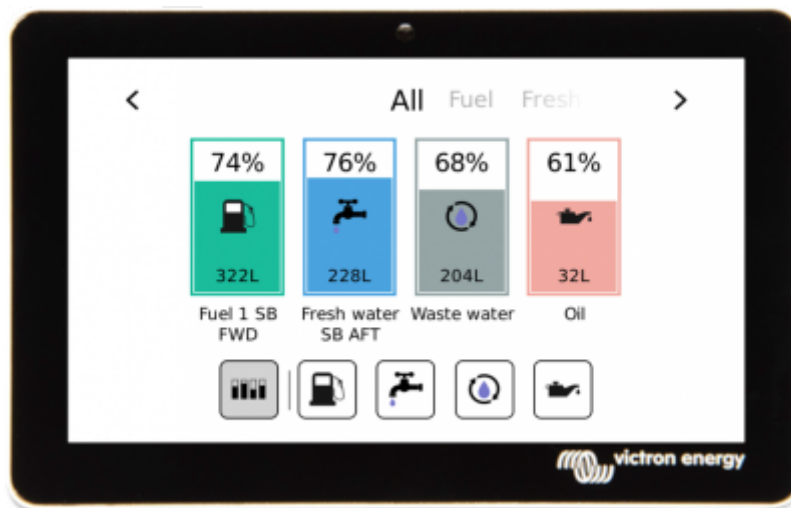 All Fuel Fresh
74% 76% 68% 61%
322L 228L 204L 32L
Fuel 1 SB Fresh water Waste water Oil
FWD SB AFT
victron energy